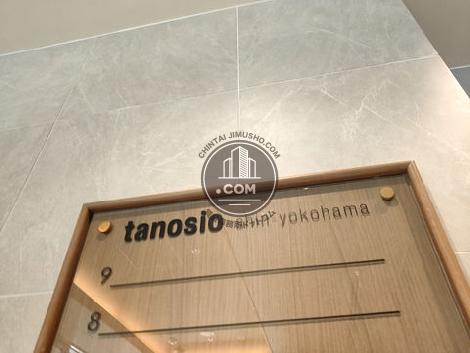 CHINTAI JIMUSHO.COM
.COM
tanosio shin-yokohama
9
8